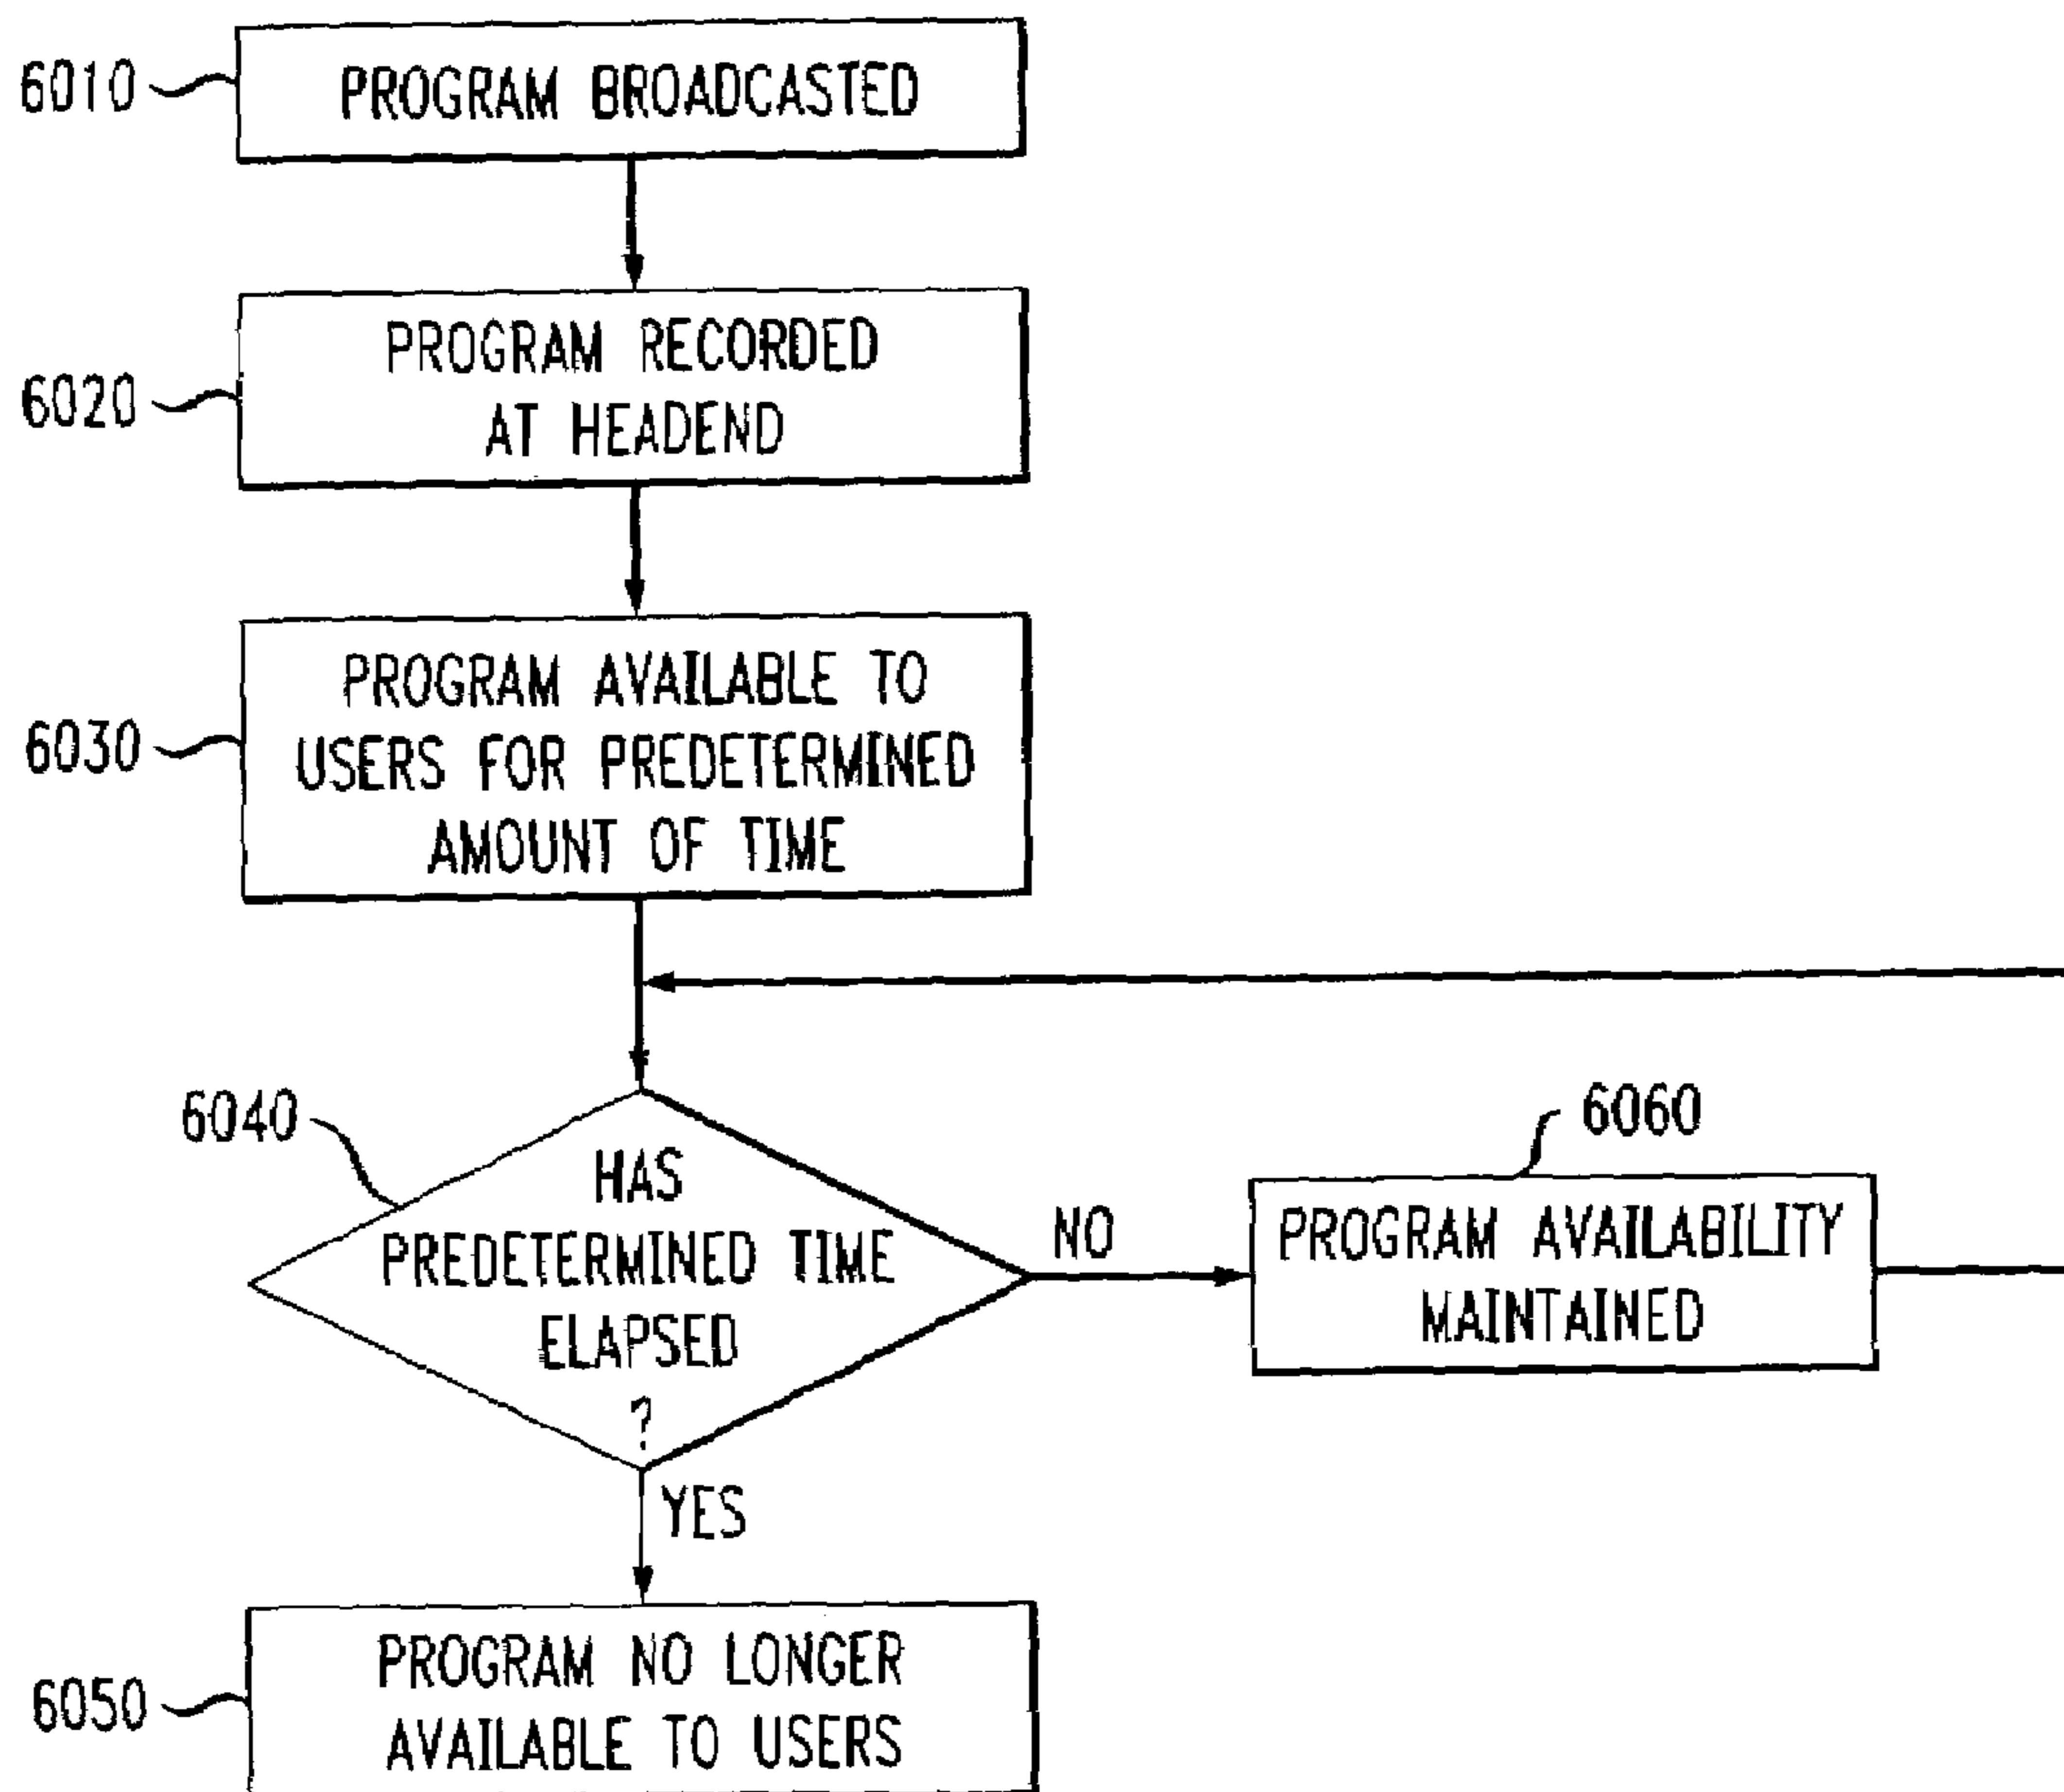 6010
PROGRAM BROADCASTED
6020
PROGRAM RECORDED
AT HEADEND
6030
PROGRAM AVAILABLE TO
USERS FOR PREDETERMINED
AMOUNT OF TIME
6040
HAS
PREDETERMINED TIME
ELAPSED
?
NO
6060
PROGRAM AVAILABILITY
MAINTAINED
YES
6050
PROGRAM NO LONGER
AVAILABLE TO USERS